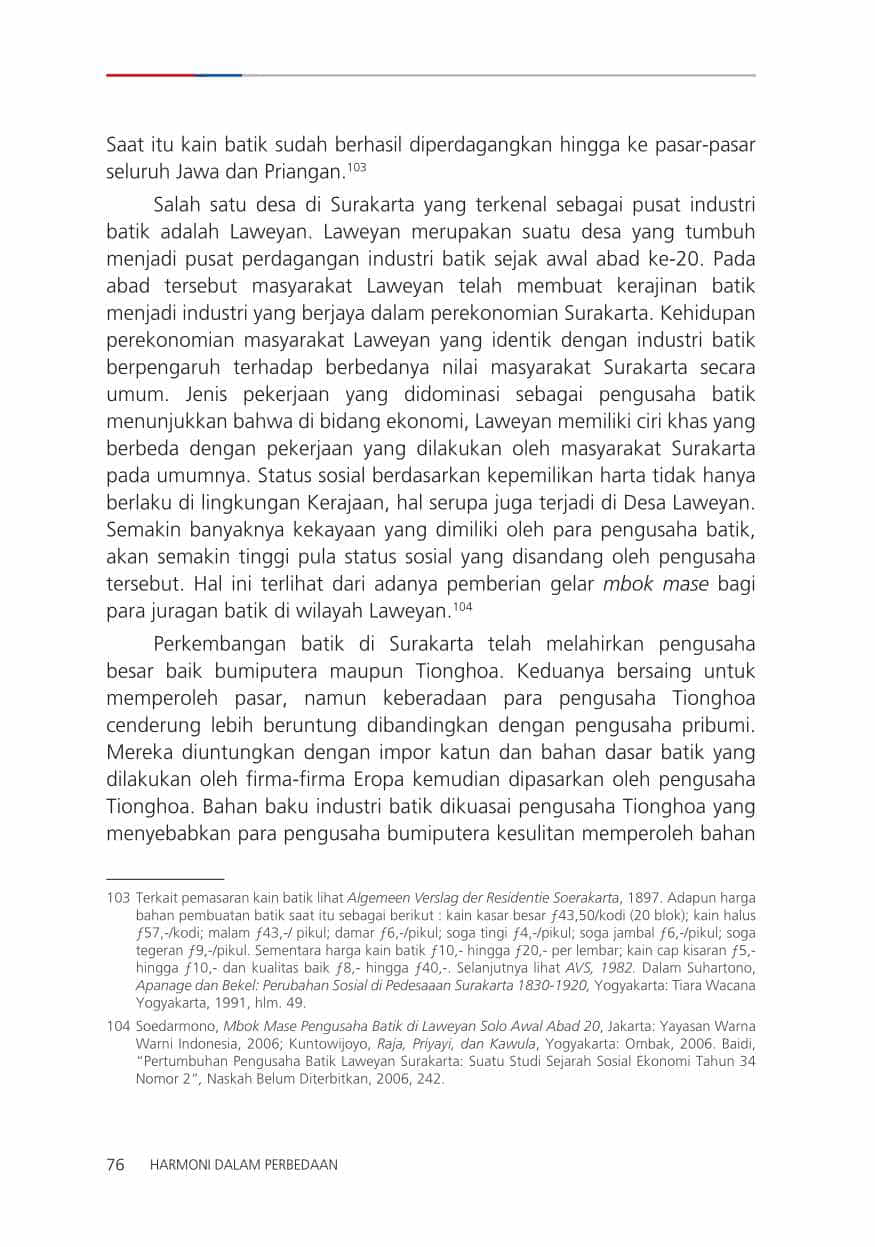 Saat itu kain batik sudah berhasil diperdagangkan hingga ke pasar-pasar
seluruh Jawa dan Priangan.103
Salah satu desa di Surakarta yang terkenal sebagai pusat industri
batik adalah Laweyan. Laweyan merupakan suatu desa yang tumbuh
menjadi pusat perdagangan industri batik sejak awal abad ke-20. Pada
abad tersebut masyarakat Laweyan telah membuat kerajinan batik
menjadi industri yang berjaya dalam perekonomian Surakarta. Kehidupan
perekonomian masyarakat Laweyan yang identik dengan industri batik
berpengaruh terhadap berbedanya nilai masyarakat Surakarta secara
umum. Jenis pekerjaan yang didominasi sebagai pengusaha batik
menunjukkan bahwa di bidang ekonomi, Laweyan memiliki ciri khas yang
berbeda dengan pekerjaan yang dilakukan oleh masyarakat Surakarta
pada umumnya. Status sosial berdasarkan kepemilikan harta tidak hanya
berlaku di lingkungan Kerajaan, hal serupa juga terjadi di Desa Laweyan.
Semakin banyaknya kekayaan yang dimiliki oleh para pengusaha batik,
akan semakin tinggi pula status sosial yang disandang oleh pengusaha
tersebut. Hal ini terlihat dari adanya pemberian gelar mbok mase bagi
para juragan batik di wilayah Laweyan.104
Perkembangan batik di Surakarta telah melahirkan pengusaha
besar baik bumiputera maupun Tionghoa. Keduanya bersaing untuk
memperoleh pasar, namun keberadaan para pengusaha Tionghoa
cenderung lebih beruntung dibandingkan dengan pengusaha pribumi.
Mereka diuntungkan dengan impor katun dan bahan dasar batik yang
dilakukan oleh firma-firma Eropa kemudian dipasarkan oleh pengusaha
Tionghoa. Bahan baku industri batik dikuasai pengusaha Tionghoa yang
menyebabkan para pengusaha bumiputera kesulitan memperoleh bahan
103 Terkait pemasaran kain batik lihat Algemeen Verslag der Residentie Soerakarta, 1897. Adapun harga
bahan pembuatan batik saat itu sebagai berikut : kain kasar besar ƒ43,50/kodi (20 blok); kain halus
ƒ57,-/kodi; malam ƒ43,-/ pikul; damar ƒ6,-/pikul; soga tingi ƒ4,-/pikul; soga jambal ƒ6,-/pikul; soga
tegeran ƒ9,-/pikul. Sementara harga kain batik ƒ10,- hingga ƒ20,- per lembar; kain cap kisaran ƒ5,-
hingga ƒ10,- dan kualitas baik ƒ8,- hingga ƒ40,-. Selanjutnya lihat AVS, 1982. Dalam Suhartono,
Apanage dan Bekel: Perubahan Sosial di Pedesaaan Surakarta 1830-1920, Yogyakarta: Tiara Wacana
Yogyakarta, 1991, hlm. 49.
104 Soedarmono, Mbok Mase Pengusaha Batik di Laweyan Solo Awal Abad 20, Jakarta: Yayasan Warna
Warni Indonesia, 2006; Kuntowijoyo, Raja, Priyayi, dan Kawula, Yogyakarta: Ombak, 2006. Baidi,
“Pertumbuhan Pengusaha Batik Laweyan Surakarta: Suatu Studi Sejarah Sosial Ekonomi Tahun 34
Nomor 2”, Naskah Belum Diterbitkan, 2006, 242.
76 HARMONI DALAM PERBEDAAN